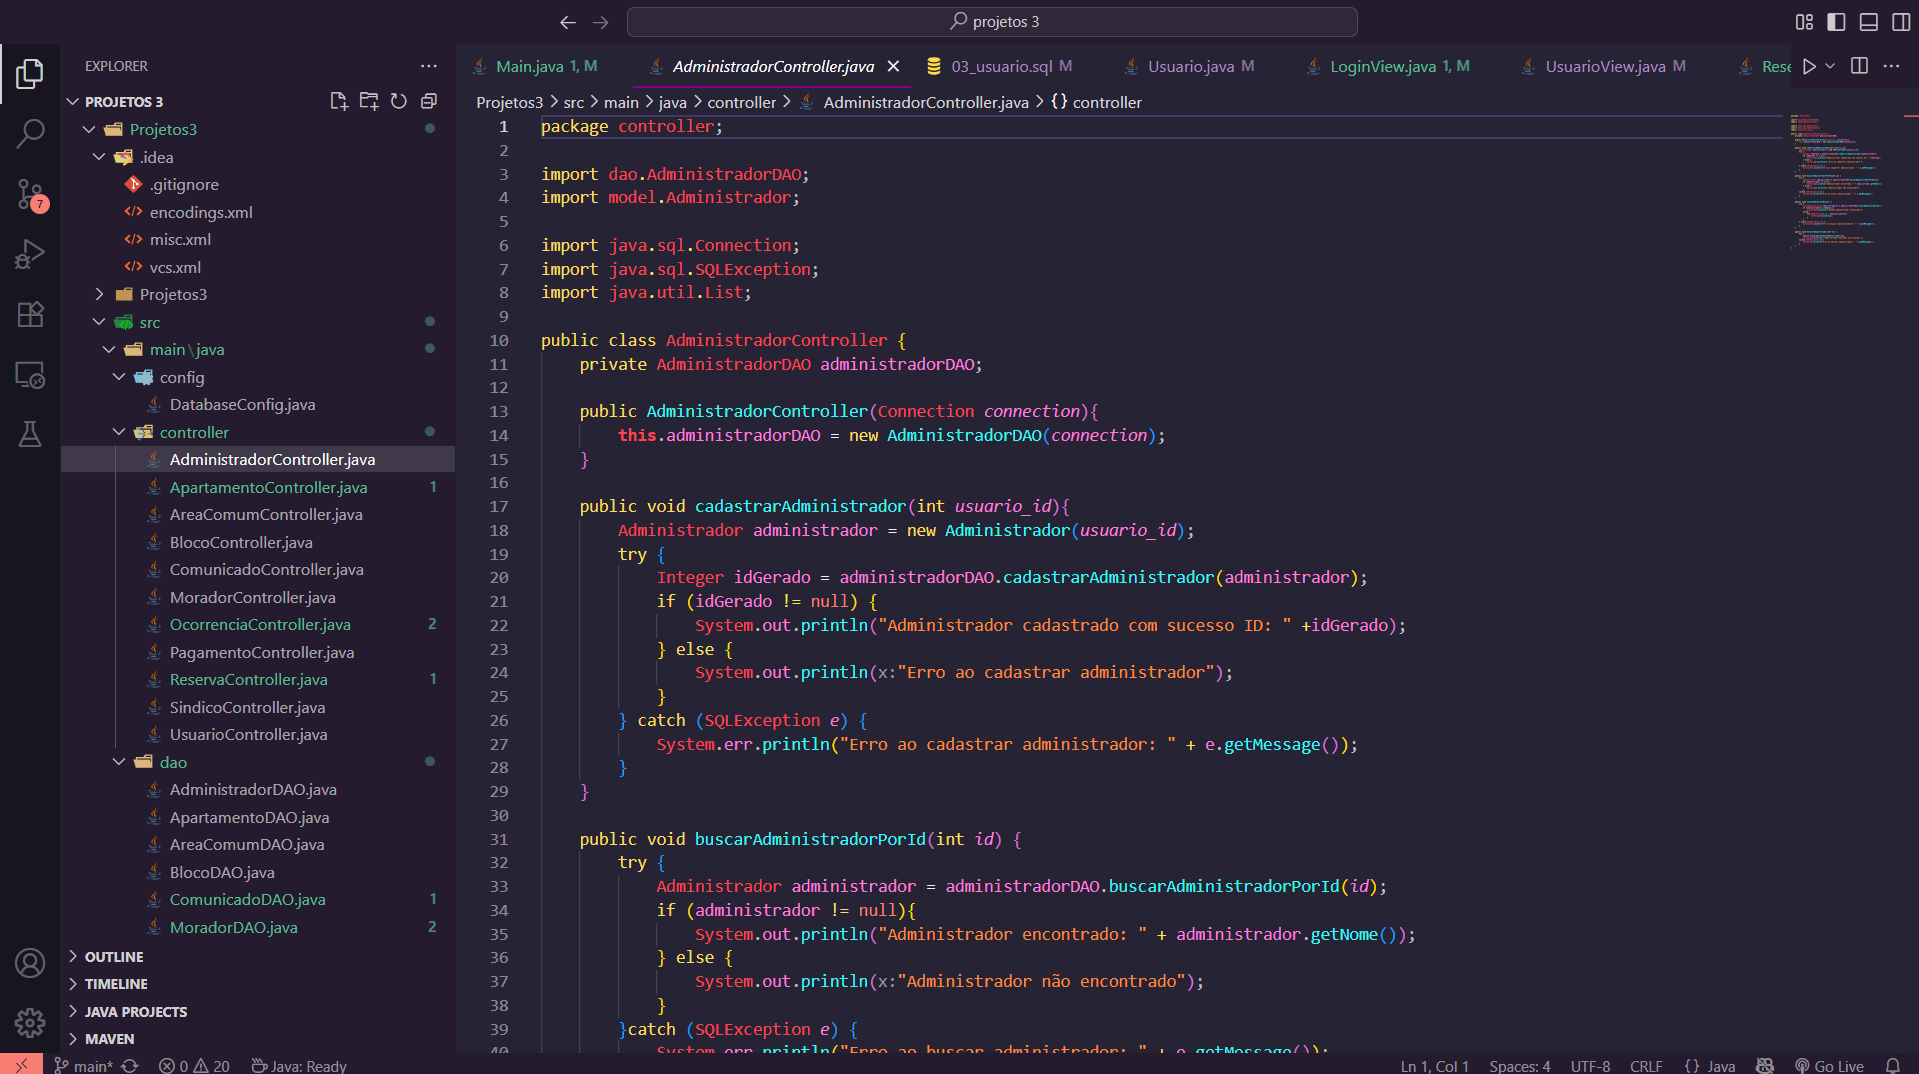 projetos 3
EXPLORER
PROJETOS 3
Projetos3
.idea
.gitignore
encodings.xml
misc.xml
vcs.xml
Projetos3
src
main\java
config
DatabaseConfig.java
controller
AdministradorController.java
ApartamentoController.java 1
AreaComumController.java
BlocoController.java
ComunicadoController.java
MoradorController.java
OcorrenciaController.java 2
PagamentoController.java
ReservaController.java 1
SindicoController.java
UsuarioController.java
dao
AdministradorDAO.java
ApartamentoDAO.java
AreaComumDAO.java
BlocoDAO.java
ComunicadoDAO.java 1
MoradorDAO.java 2
OUTLINE
TIMELINE
JAVA PROJECTS
MAVEN
7
Main.java 1, M AdministradorController.java 03_usuario.sql M Usuario.java M LoginView.java 1, M UsuarioView.java M Rese
Projetos3 > src > main > java > controller > AdministradorController.java > {} controller
1 package controller;
2
3 import dao.AdministradorDAO;
4 import model.Administrador;
5
6 import java.sql.Connection;
7 import java.sql.SQLException;
8 import java.util.List;
9
10 public class AdministradorController {
11 private AdministradorDAO administradorDAO;
12
13 public AdministradorController(Connection connection){
14 this.administradorDAO = new AdministradorDAO(connection);
15 }
16
17 public void cadastrarAdministrador(int usuario_id){
18 Administrador administrador = new Administrador(usuario_id);
19 try {
20 Integer idGerado = administradorDAO.cadastrarAdministrador(administrador);
21 if (idGerado != null) {
22 System.out.println("Administrador cadastrado com sucesso ID: " +idGerado);
23 } else {
24 System.out.println(x:"Erro ao cadastrar administrador");
25 }
26 } catch (SQLException e) {
27 System.err.println("Erro ao cadastrar administrador: " + e.getMessage());
28 }
29 }
30
31 public void buscarAdministradorPorId(int id) {
32 try {
33 Administrador administrador = administradorDAO.buscarAdministradorPorId(id);
34 if (administrador != null){
35 System.out.println("Administrador encontrado: " + administrador.getNome());
36 } else {
37 System.out.println(x:"Administrador não encontrado");
38 }
39 }catch (SQLException e) {
40 System.err.println("Erro ao buscar administrador: " + e.getMessage());
main* 0 20 Java: Ready Ln 1, Col 1 Spaces: 4 UTF-8 CRLF {} Java Go Live